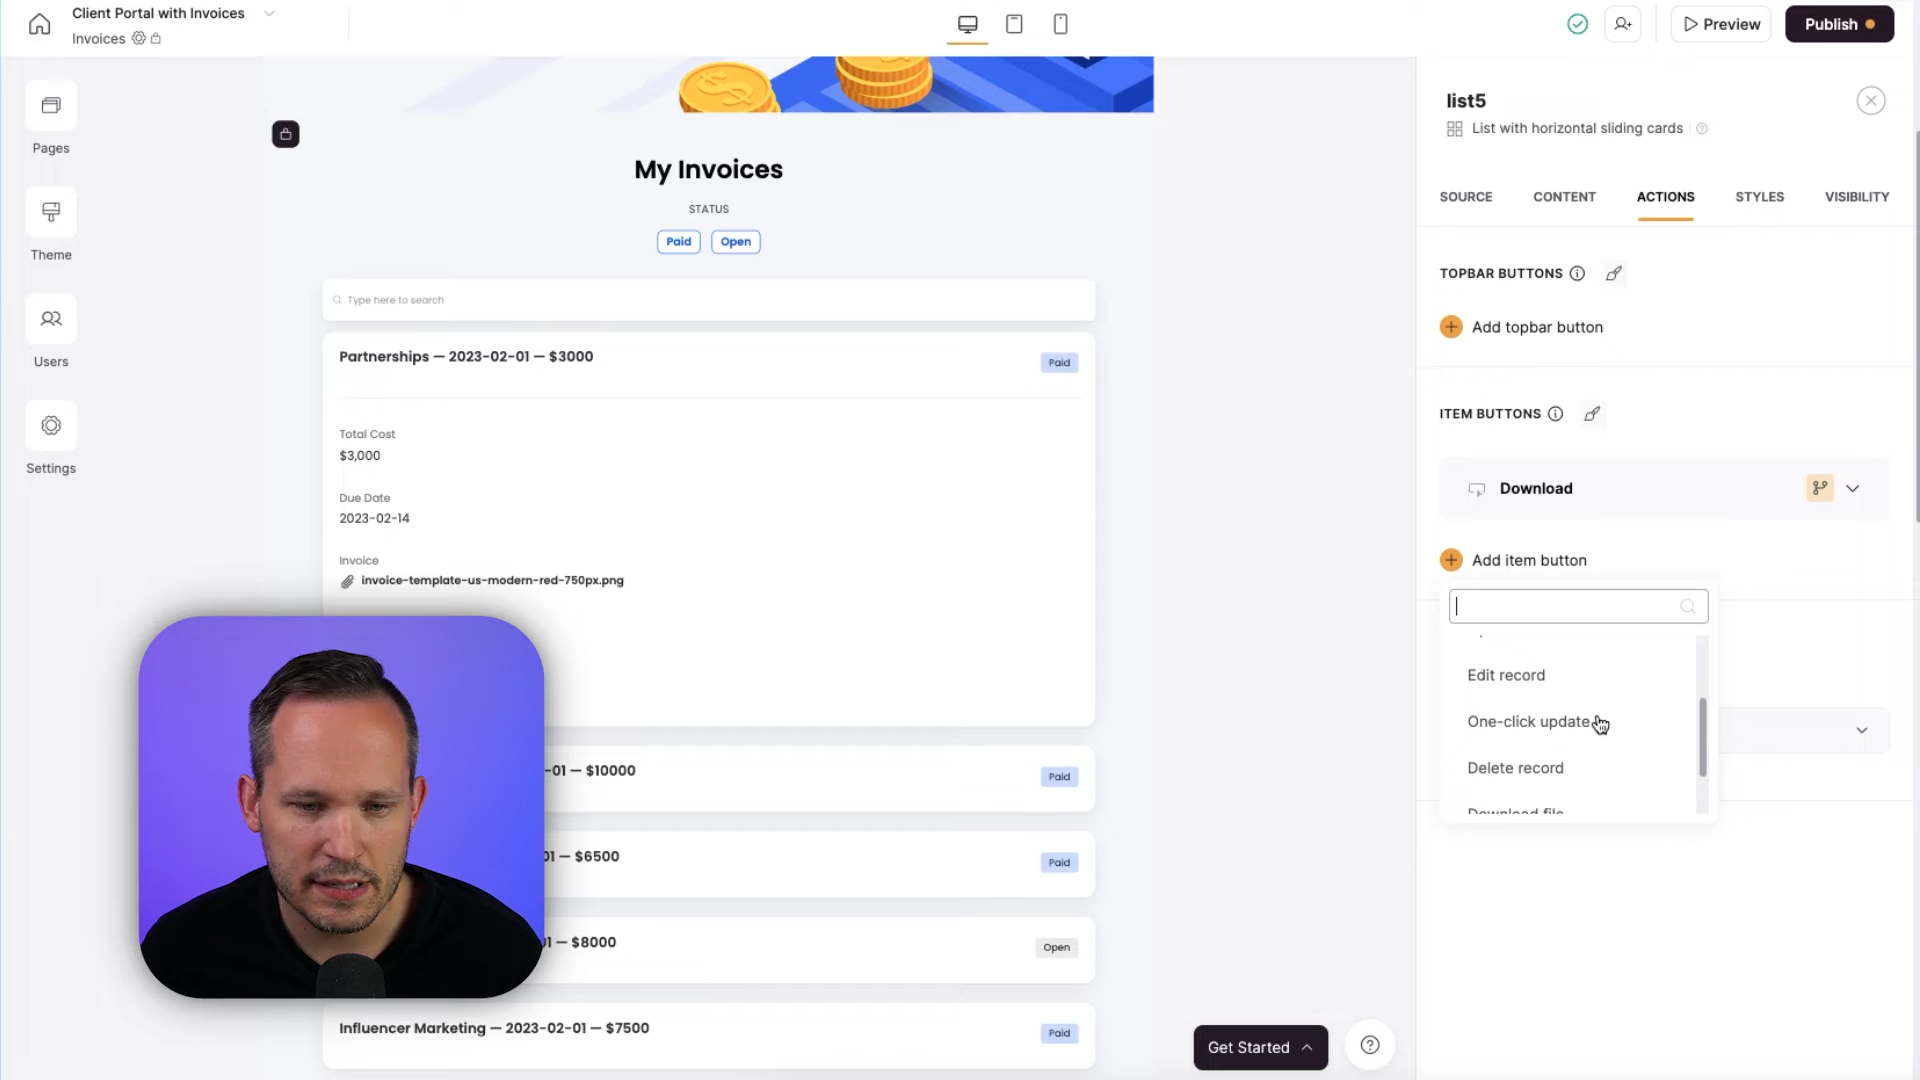 Client Portal with Invoices
Invoices
Preview
Publish
Pages
Theme
Users
Settings
My Invoices
STATUS
Paid
Open
Type here to search
Partnerships — 2023-02-01 — $3000
Paid
Total Cost
$3,000
Due Date
2023-02-14
Invoice
invoice-template-us-modern-red-750px.png
-01 — $10000
Paid
01 — $6500
Paid
01 — $8000
Open
Influencer Marketing — 2023-02-01 — $7500
Paid
Get Started
list5
List with horizontal sliding cards
SOURCE
CONTENT
ACTIONS
STYLES
VISIBILITY
TOPBAR BUTTONS
Add topbar button
ITEM BUTTONS
Download
Add item button
Edit record
One-click update
Delete record
Download file